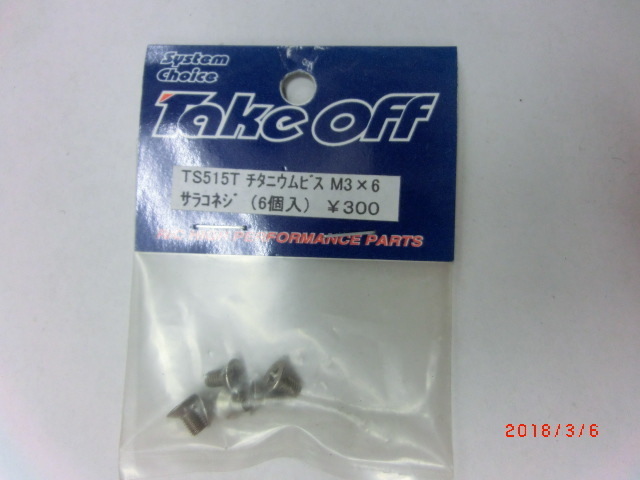 System
Choice
Take OFF
TS515T チタニウムビス M3×6
サラコネジ (6個入) ¥300
PERFORMANCE PARTS
2018/3/6